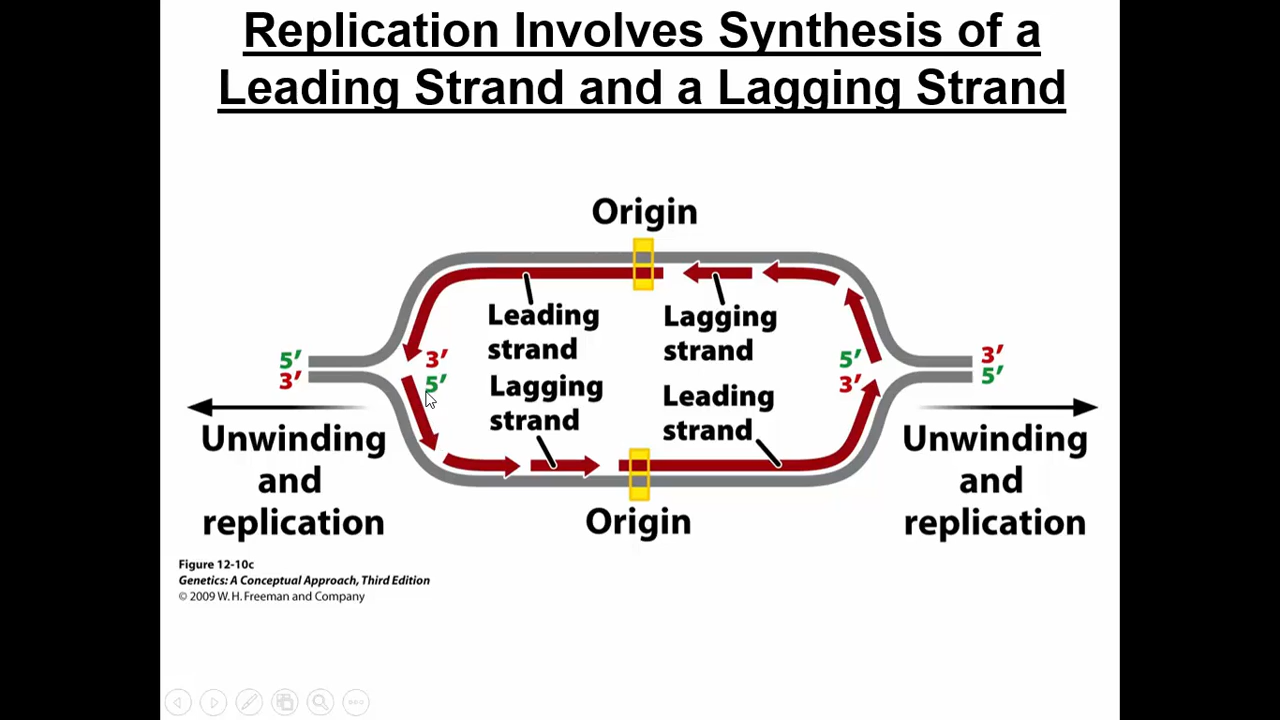 Replication Involves Synthesis of a
Leading Strand and a Lagging Strand
Origin
Leading
strand
Lagging
strand
5′
3′
3′
5′
Lagging
strand
Leading
strand
5′
3′
3′
5′
Unwinding
and
replication
Unwinding
and
replication
Origin
Figure 12-10c
Genetics: A Conceptual Approach, Third Edition
© 2009 W. H. Freeman and Company